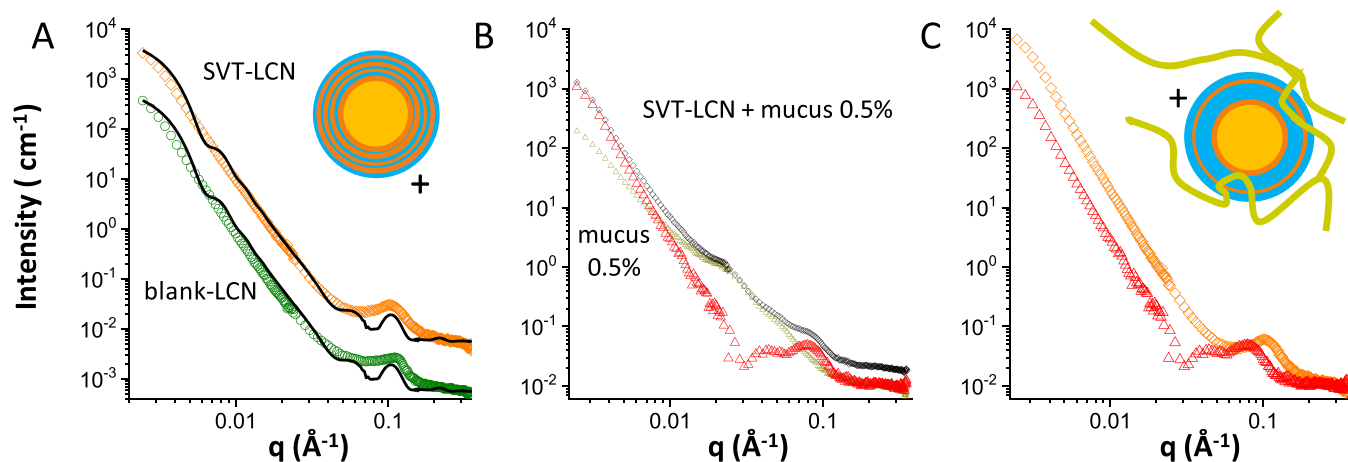 A
B
C
Intensity ( cm⁻¹)
10⁴
10³
10²
10¹
10⁰
10⁻¹
10⁻²
10⁻³
SVT-LCN
+
blank-LCN
0.01
0.1
q (Å⁻¹)
10⁴
10³
10²
10¹
10⁰
10⁻¹
10⁻²
SVT-LCN + mucus 0.5%
mucus
0.5%
0.01
0.1
q (Å⁻¹)
10⁴
10³
10²
10¹
10⁰
10⁻¹
10⁻²
+
0.01
0.1
q (Å⁻¹)